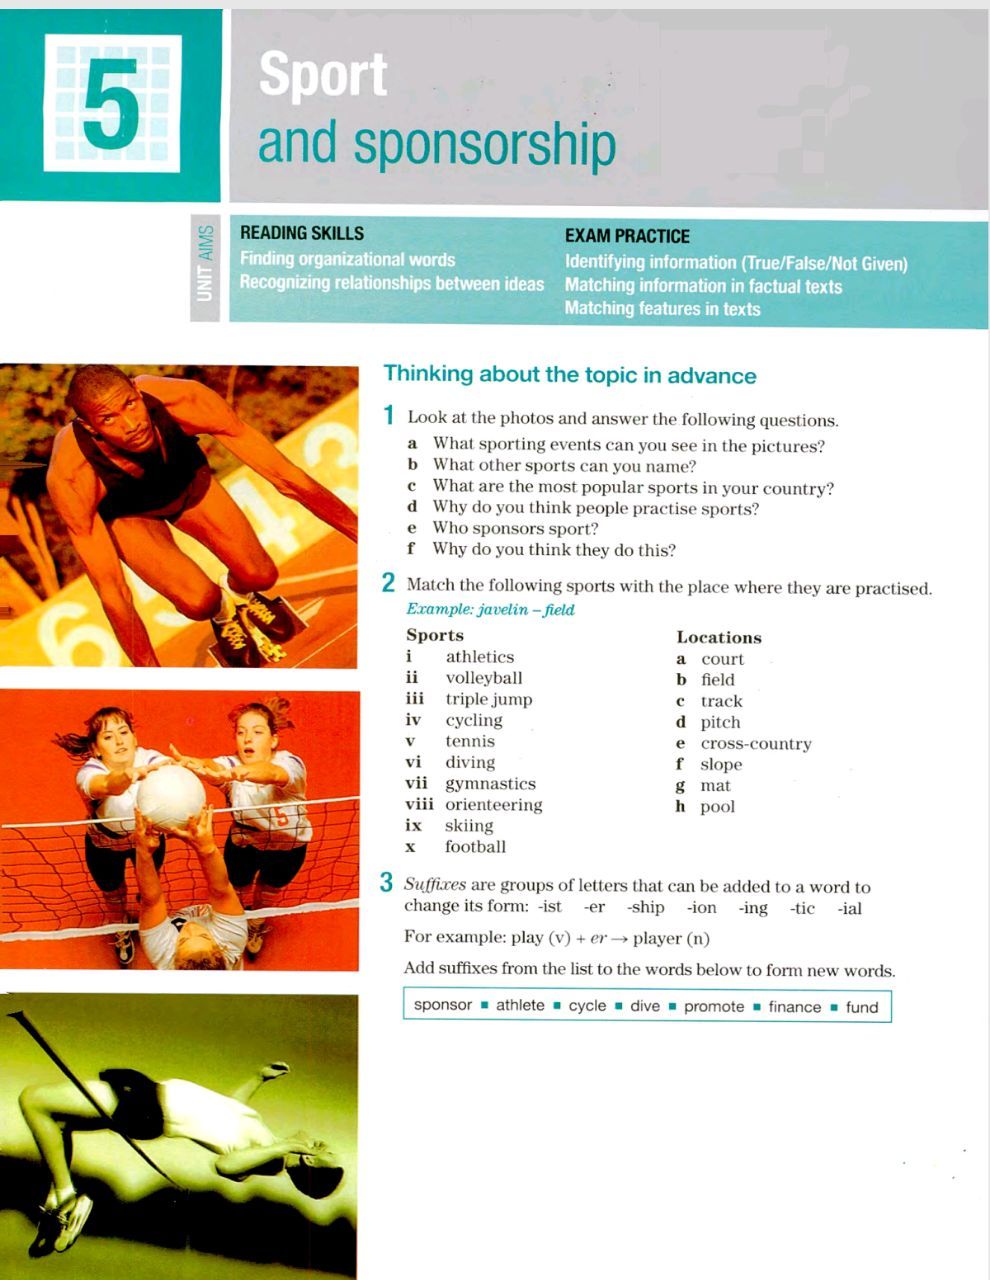 5
Sport
and sponsorship
UNIT AIMS
READING SKILLS
Finding organizational words
Recognizing relationships between ideas
EXAM PRACTICE
Identifying information (True/False/Not Given)
Matching information in factual texts
Matching features in texts
Thinking about the topic in advance
1 Look at the photos and answer the following questions.
a What sporting events can you see in the pictures?
b What other sports can you name?
c What are the most popular sports in your country?
d Why do you think people practise sports?
e Who sponsors sport?
f Why do you think they do this?
2 Match the following sports with the place where they are practised.
Example: javelin – field
Sports
i athletics
ii volleyball
iii triple jump
iv cycling
v tennis
vi diving
vii gymnastics
viii orienteering
ix skiing
x football
Locations
a court
b field
c track
d pitch
e cross-country
f slope
g mat
h pool
3 Suffixes are groups of letters that can be added to a word to
change its form: -ist -er -ship -ion -ing -tic -ial
For example: play (v) + er → player (n)
Add suffixes from the list to the words below to form new words.
sponsor ■ athlete ■ cycle ■ dive ■ promote ■ finance ■ fund
6 5 4 3
5